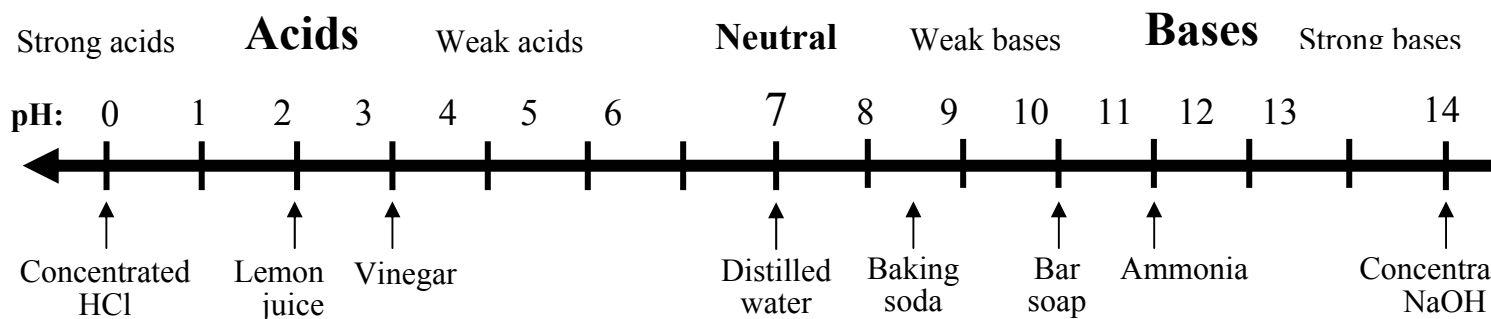 Strong acids Acids Weak acids Neutral Weak bases Bases Strong bases
pH: 0 1 2 3 4 5 6 7 8 9 10 11 12 13 14
Concentrated HCl
Lemon juice
Vinegar
Distilled water
Baking soda
Bar soap
Ammonia
Concentra
NaOH